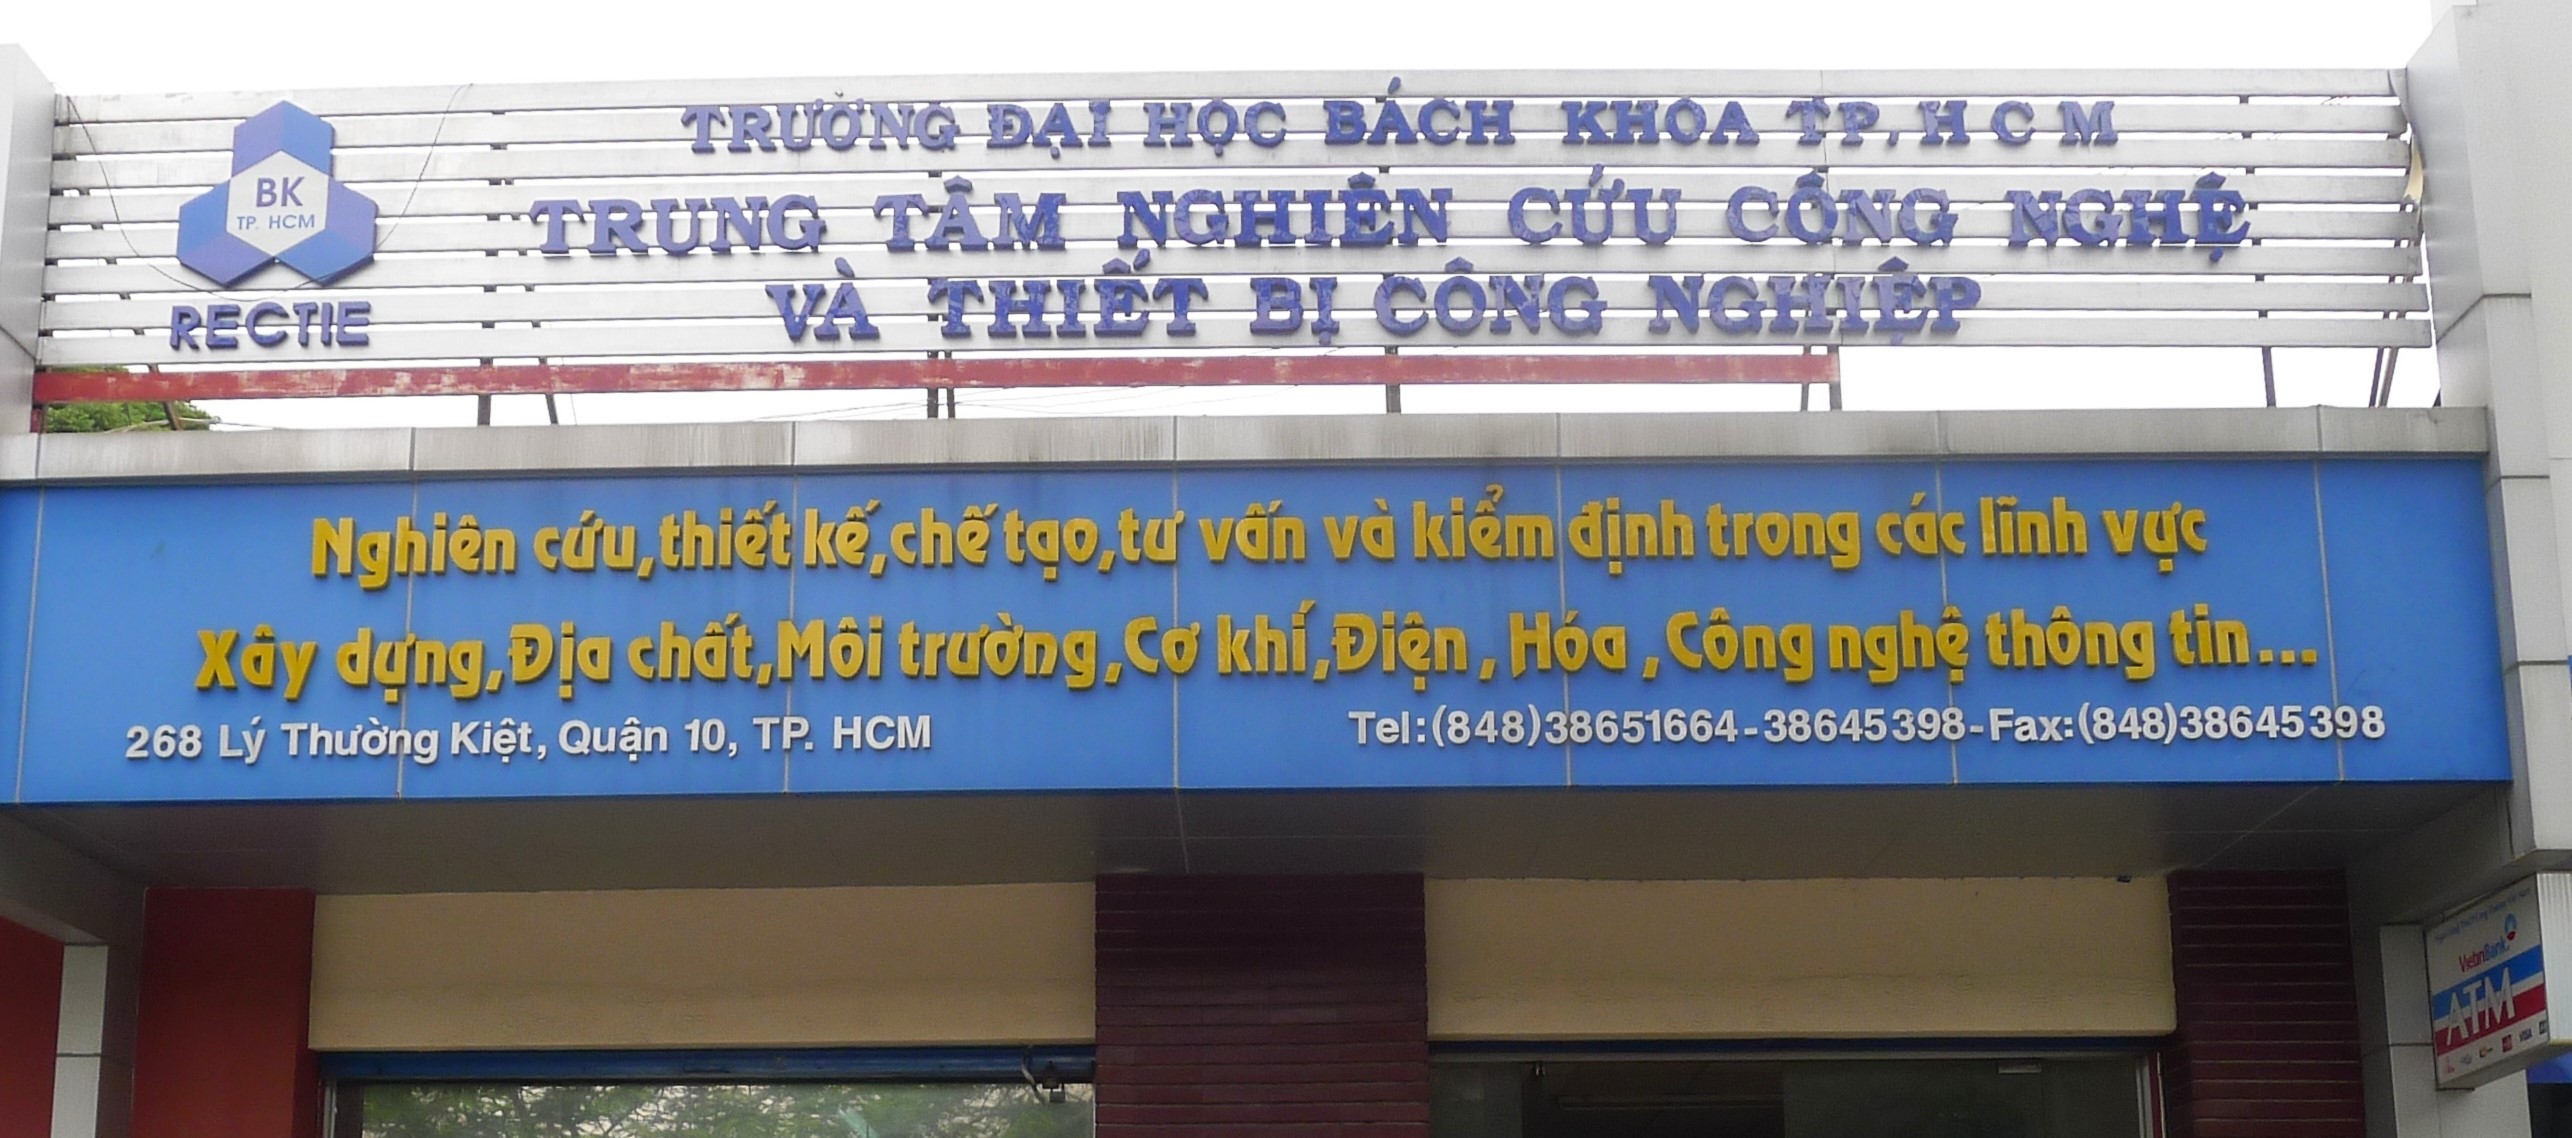 TRƯỜNG ĐẠI HỌC BÁCH KHOA TP, H C M
BK
TP. HCM
TRUNG TÂM NGHIÊN CỨU CÔNG NGHỆ
VÀ THIẾT BỊ CÔNG NGHIỆP
RECTIE
Nghiên cứu,thiết kế,chế tạo,tư vấn và kiểm định trong các lĩnh vực
Xây dựng,Địa chất,Môi trường,Cơ khí,Điện, Hóa ,Công nghệ thông tin...
268 Lý Thường Kiệt, Quận 10, TP. HCM
Tel:(848)38651664-38645398-Fax:(848)38645398
VietinBank
ATM
VISA